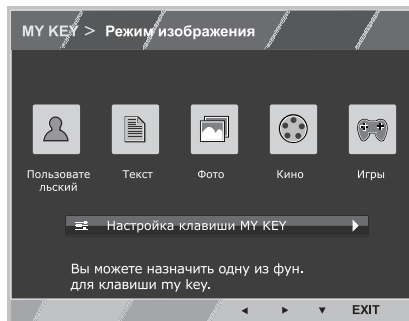 MY KEY > Режим изображения
Пользовате
льский
Текст
Фото
Кино
Игры
Настройка клавиши MY KEY
Вы можете назначить одну из фун.
для клавиши my key.
EXIT